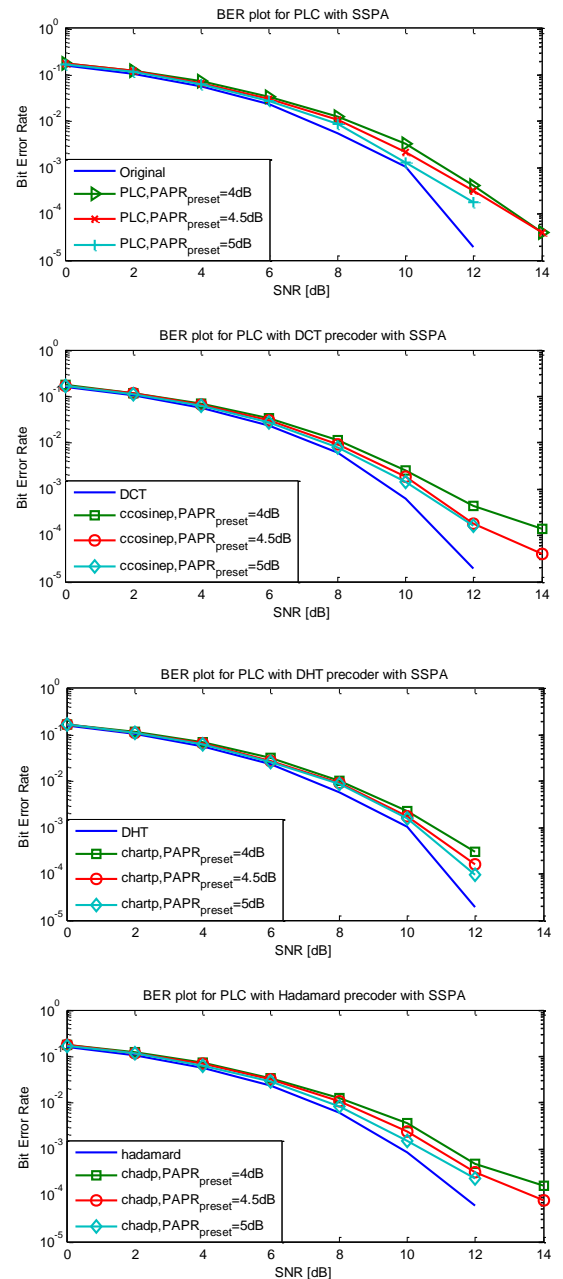 BER plot for PLC with SSPA
10^0
10^-1
10^-2
10^-3
10^-4
10^-5
Bit Error Rate
Original
PLC,PAPR_preset=4dB
PLC,PAPR_preset=4.5dB
PLC,PAPR_preset=5dB
0 2 4 6 8 10 12 14
SNR [dB]
BER plot for PLC with DCT precoder with SSPA
10^0
10^-1
10^-2
10^-3
10^-4
10^-5
Bit Error Rate
DCT
ccosinep,PAPR_preset=4dB
ccosinep,PAPR_preset=4.5dB
ccosinep,PAPR_preset=5dB
0 2 4 6 8 10 12 14
SNR [dB]
BER plot for PLC with DHT precoder with SSPA
10^0
10^-1
10^-2
10^-3
10^-4
10^-5
Bit Error Rate
DHT
chartp,PAPR_preset=4dB
chartp,PAPR_preset=4.5dB
chartp,PAPR_preset=5dB
0 2 4 6 8 10 12 14
SNR [dB]
BER plot for PLC with Hadamard precoder with SSPA
10^0
10^-1
10^-2
10^-3
10^-4
10^-5
Bit Error Rate
hadamard
chadp,PAPR_preset=4dB
chadp,PAPR_preset=4.5dB
chadp,PAPR_preset=5dB
0 2 4 6 8 10 12 14
SNR [dB]